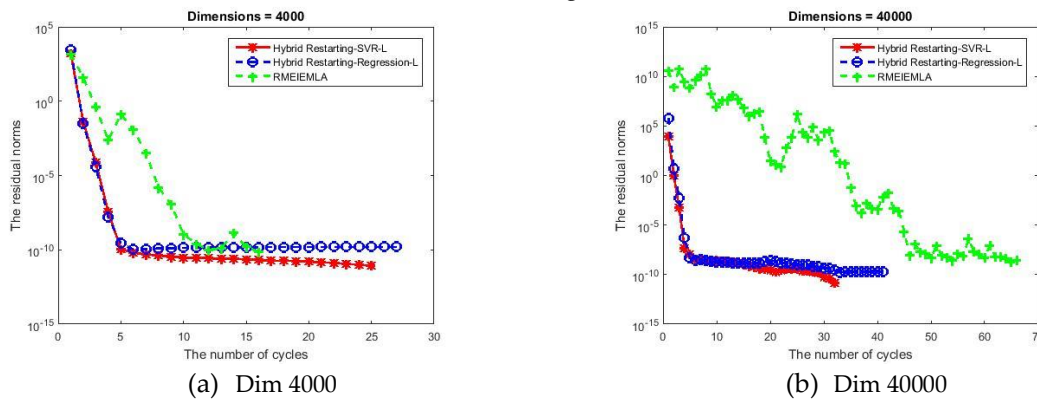 Dimensions = 4000
10^5
10^0
10^-5
10^-10
10^-15
The residual norms
Hybrid Restarting-SVR-L
Hybrid Restarting-Regression-L
RMEIEMLA
0 5 10 15 20 25 30
The number of cycles
(a) Dim 4000
Dimensions = 40000
10^15
10^10
10^5
10^0
10^-5
10^-10
10^-15
The residual norms
Hybrid Restarting-SVR-L
Hybrid Restarting-Regression-L
RMEIEMLA
0 10 20 30 40 50 60
The number of cycles
(b) Dim 40000